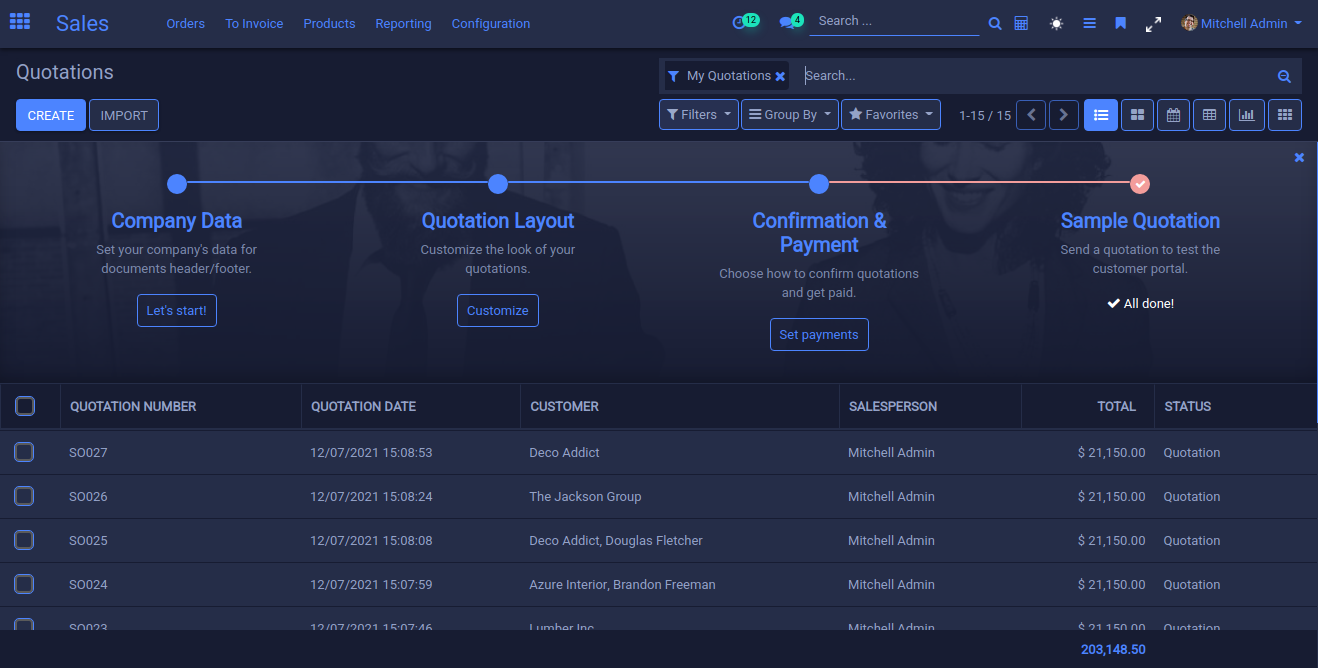 Sales
Orders
To Invoice
Products
Reporting
Configuration
12
4
Search ...
Mitchell Admin
Quotations
My Quotations
Search...
CREATE
IMPORT
Filters
Group By
Favorites
1-15 / 15
Company Data
Set your company's data for
documents header/footer.
Let's start!
Quotation Layout
Customize the look of your
quotations.
Customize
Confirmation &
Payment
Choose how to confirm quotations
and get paid.
Set payments
Sample Quotation
Send a quotation to test the
customer portal.
All done!
QUOTATION NUMBER QUOTATION DATE CUSTOMER SALESPERSON TOTAL STATUS
SO027 12/07/2021 15:08:53 Deco Addict Mitchell Admin $ 21,150.00 Quotation
SO026 12/07/2021 15:08:24 The Jackson Group Mitchell Admin $ 21,150.00 Quotation
SO025 12/07/2021 15:08:08 Deco Addict, Douglas Fletcher Mitchell Admin $ 21,150.00 Quotation
SO024 12/07/2021 15:07:59 Azure Interior, Brandon Freeman Mitchell Admin $ 21,150.00 Quotation
SO023 12/07/2021 15:07:46 Lumber Inc Mitchell Admin $ 21,150.00 Quotation
203,148.50